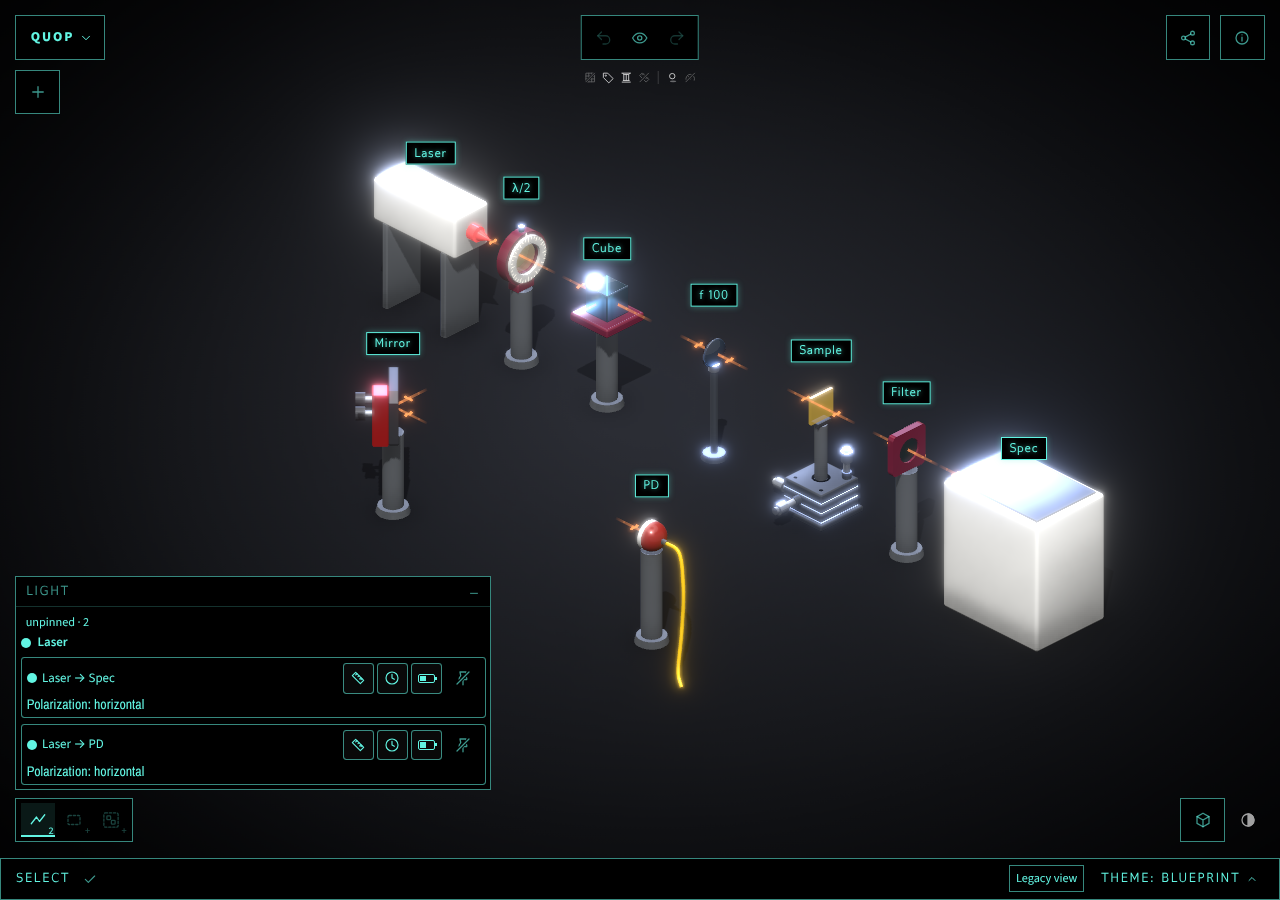 QUOP
Laser
λ/2
Cube
f 100
Mirror
Sample
Filter
Spec
PD
LIGHT
unpinned · 2
Laser
Laser → Spec
Polarization: horizontal
Laser → PD
Polarization: horizontal
2
+
+
SELECT
Legacy view
THEME: BLUEPRINT